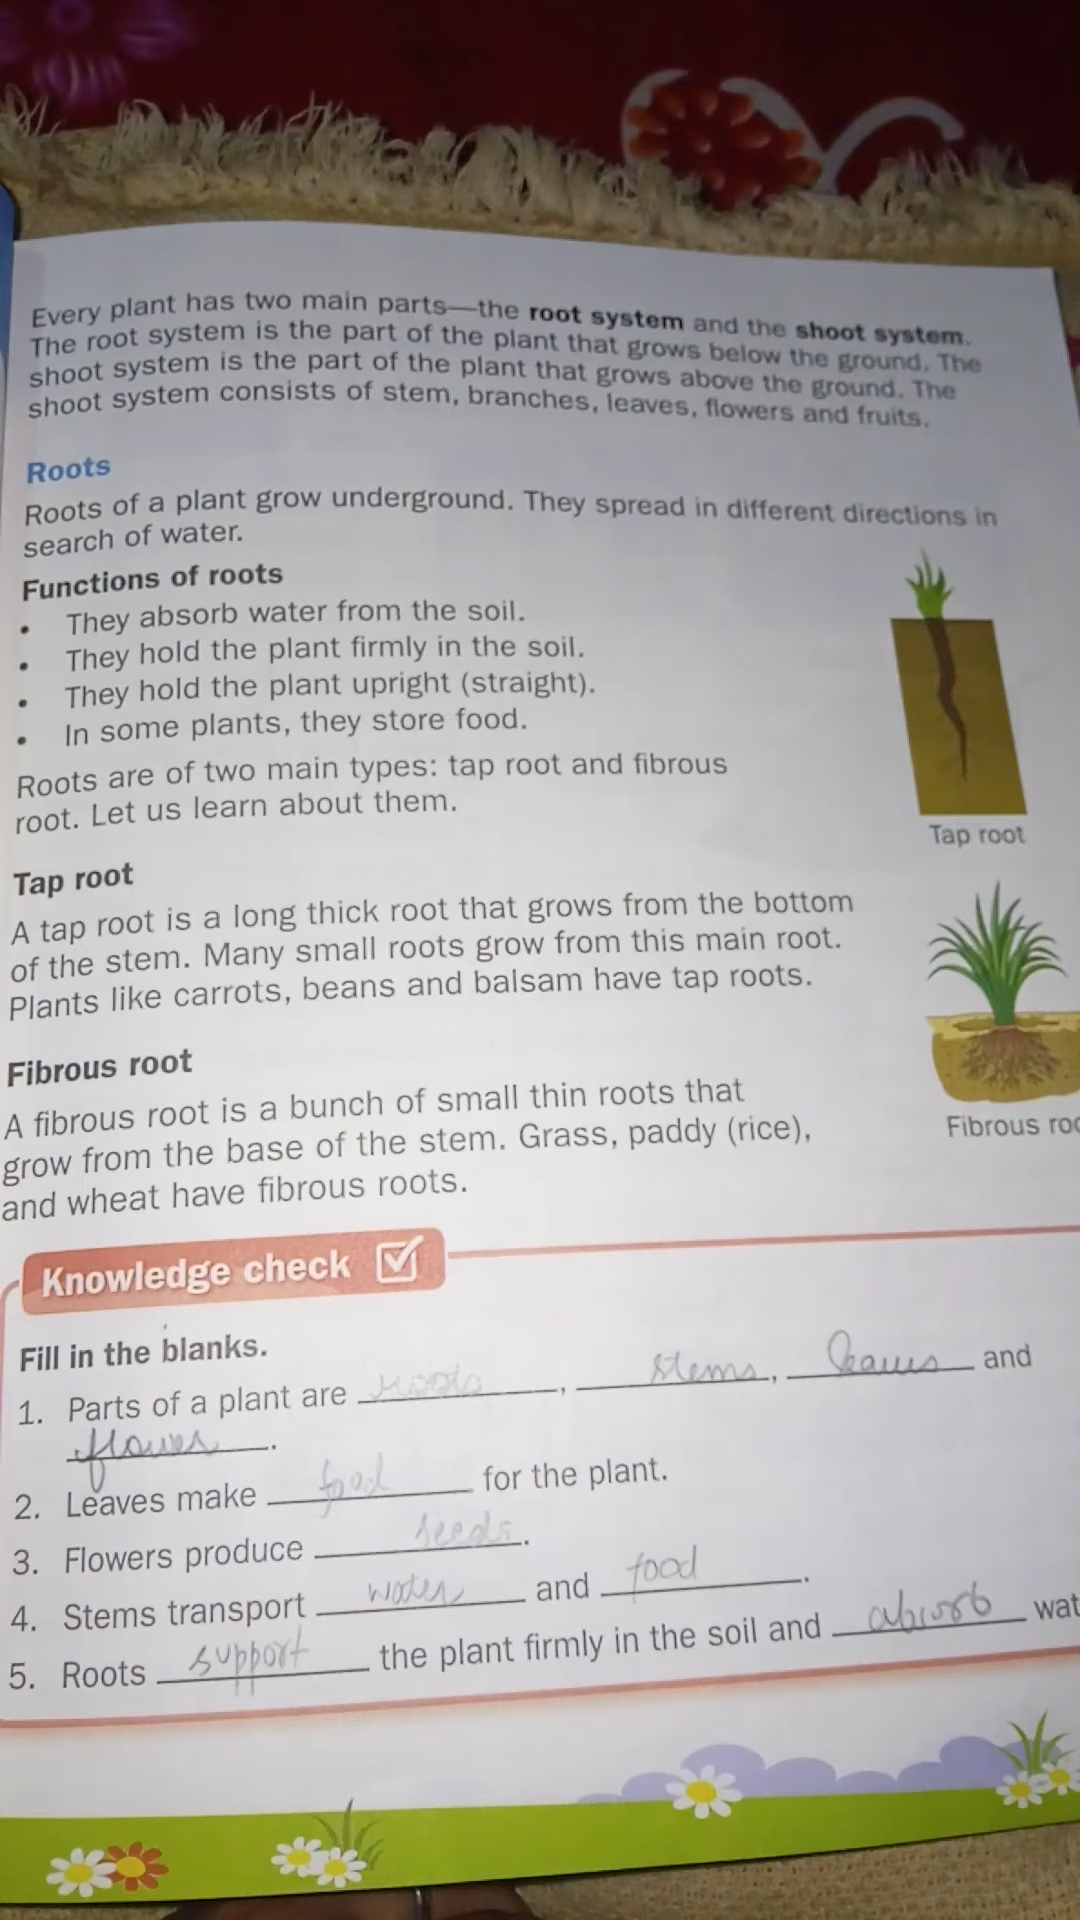 Every plant has two main parts—the root system and the shoot system.
The root system is the part of the plant that grows below the ground. The
shoot system is the part of the plant that grows above the ground. The
shoot system consists of stem, branches, leaves, flowers and fruits.
Roots
Roots of a plant grow underground. They spread in different directions in
search of water.
Functions of roots
• They absorb water from the soil.
• They hold the plant firmly in the soil.
• They hold the plant upright (straight).
• In some plants, they store food.
Roots are of two main types: tap root and fibrous
root. Let us learn about them.
Tap root
Tap root
A tap root is a long thick root that grows from the bottom
of the stem. Many small roots grow from this main root.
Plants like carrots, beans and balsam have tap roots.
Fibrous root
A fibrous root is a bunch of small thin roots that
grow from the base of the stem. Grass, paddy (rice),
and wheat have fibrous roots.
Fibrous roo
Knowledge check
Fill in the blanks.
1. Parts of a plant are roots, stems, leaves and
flower.
2. Leaves make food for the plant.
3. Flowers produce seeds.
4. Stems transport water and food.
5. Roots support the plant firmly in the soil and absorb wat